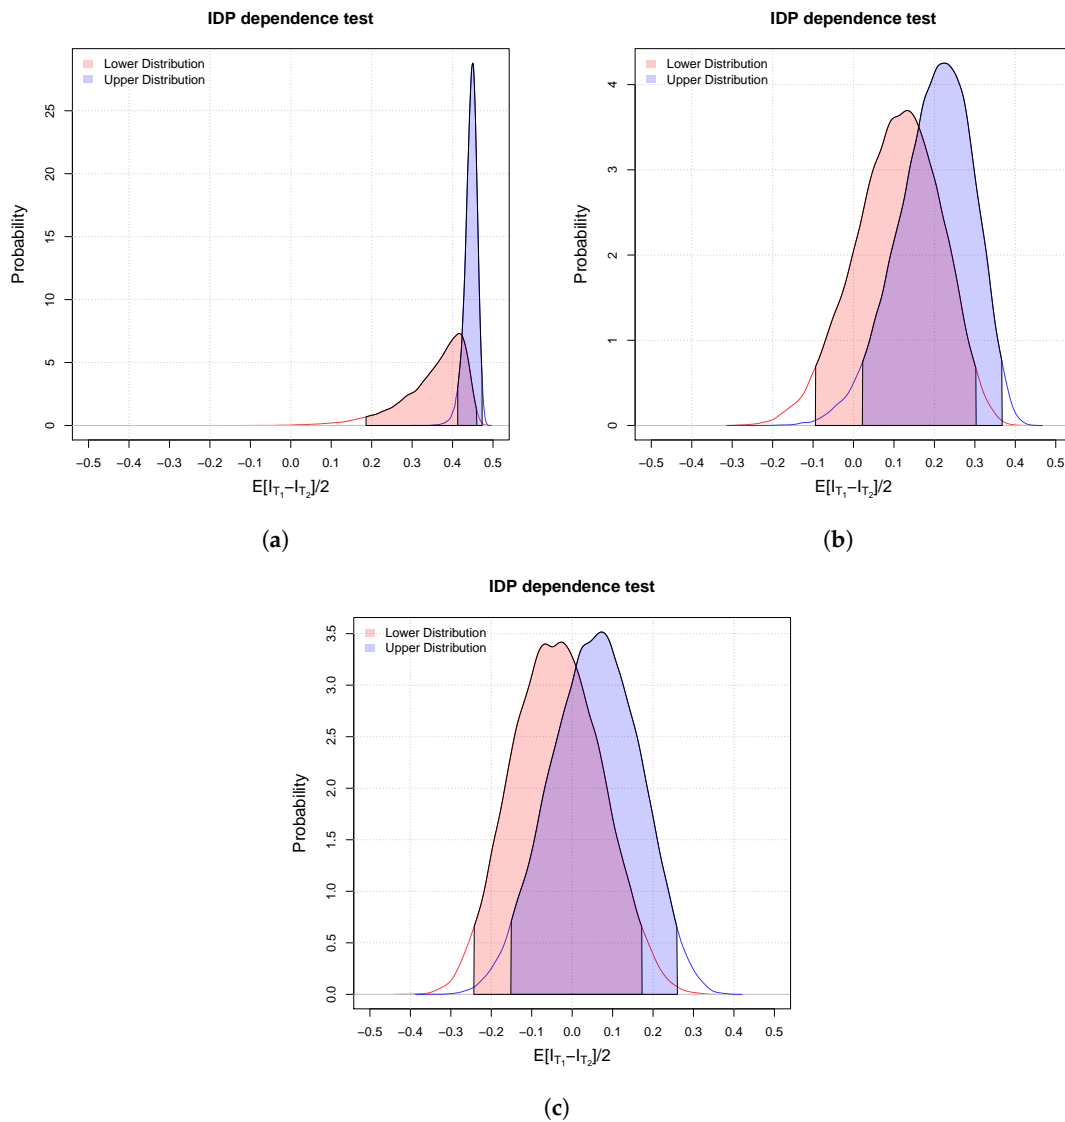 IDP dependence test
Lower Distribution
Upper Distribution
Probability
0
5
10
15
20
25
−0.5 −0.4 −0.3 −0.2 −0.1 0.0 0.1 0.2 0.3 0.4 0.5
E[I_T₁−I_T₂]/2
(a)
IDP dependence test
Lower Distribution
Upper Distribution
Probability
0
1
2
3
4
−0.5 −0.4 −0.3 −0.2 −0.1 0.0 0.1 0.2 0.3 0.4 0.5
E[I_T₁−I_T₂]/2
(b)
IDP dependence test
Lower Distribution
Upper Distribution
Probability
0.0
0.5
1.0
1.5
2.0
2.5
3.0
3.5
−0.5 −0.4 −0.3 −0.2 −0.1 0.0 0.1 0.2 0.3 0.4 0.5
E[I_T₁−I_T₂]/2
(c)